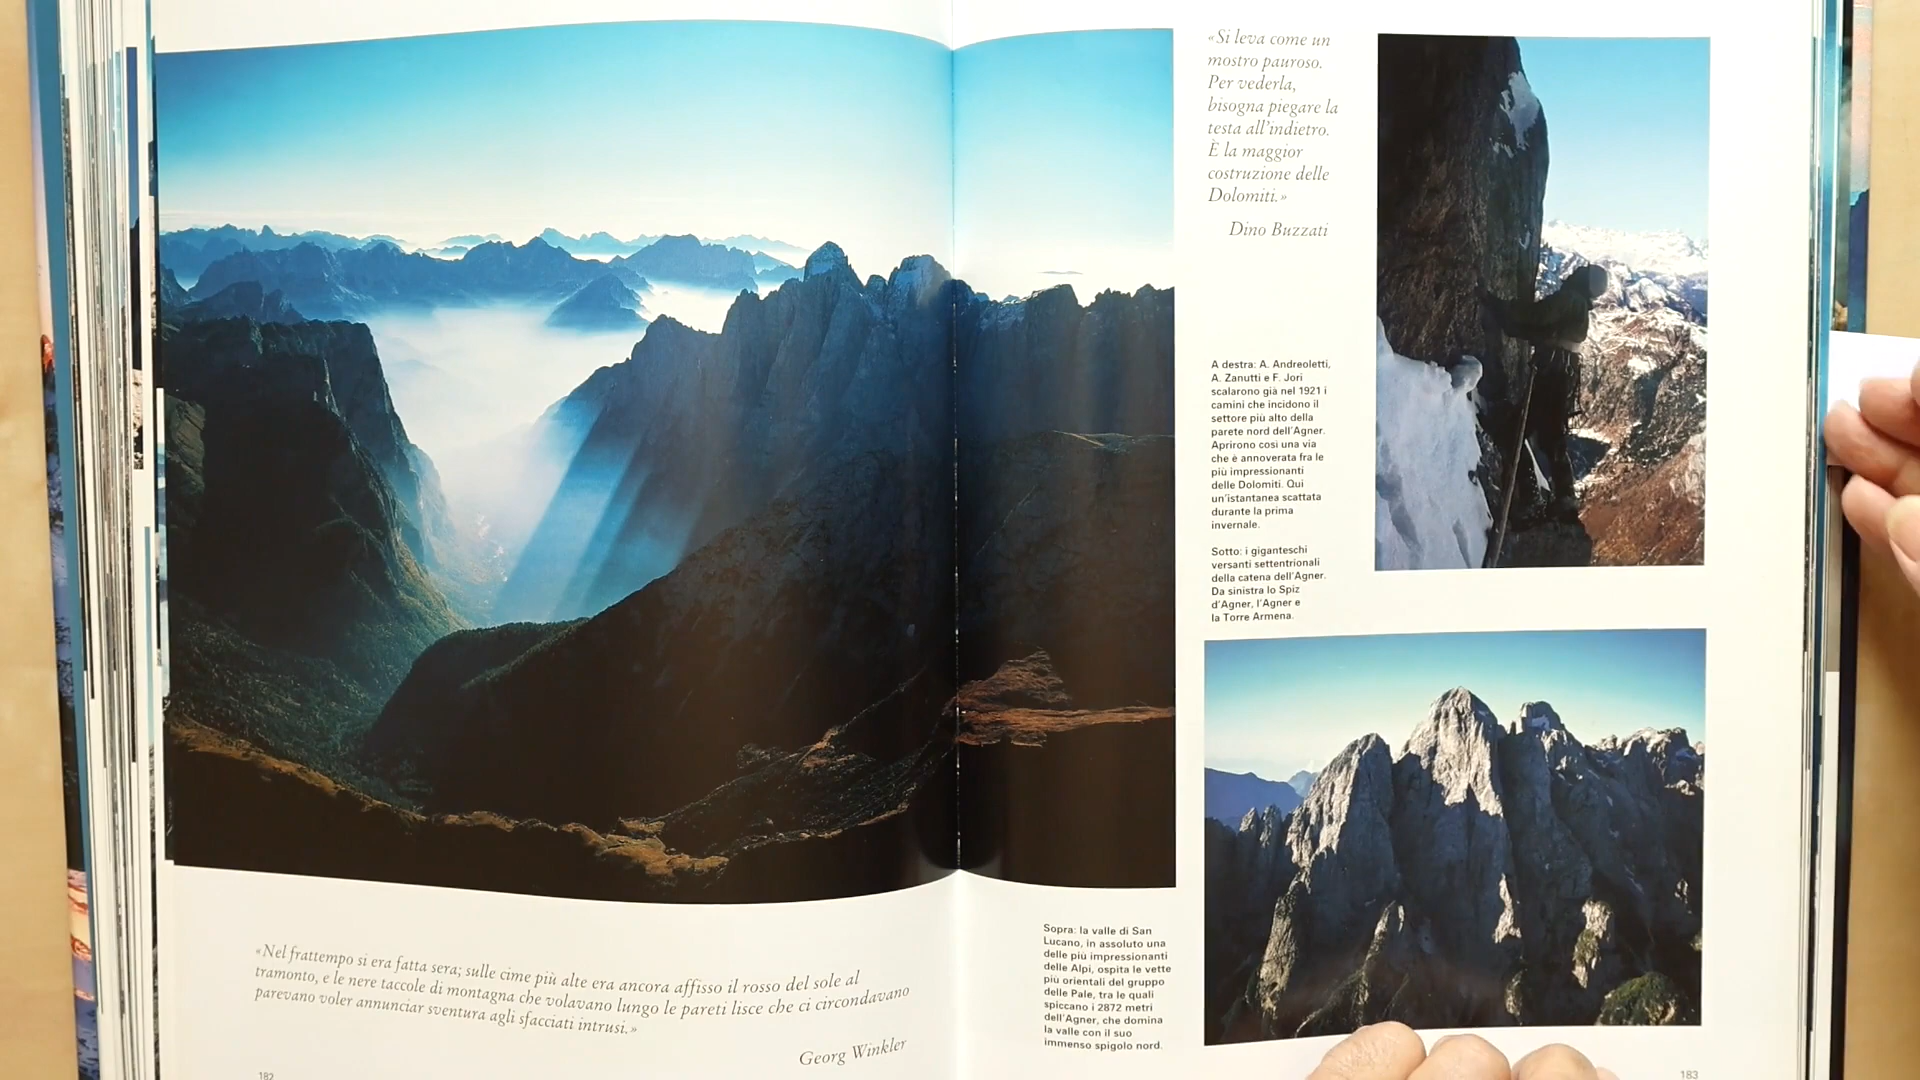 «Nel frattempo si era fatta sera; sulle cime più alte era ancora affisso il rosso del sole al
tramonto, e le nere taccole di montagna che volavano lungo le pareti lisce che ci circondavano
parevano voler annunciar sventura agli sfacciati intrusi.»
Georg Winkler
182
«Si leva come un
mostro pauroso.
Per vederla,
bisogna piegare la
testa all'indietro.
È la maggior
costruzione delle
Dolomiti.»
Dino Buzzati
A destra: A. Andreoletti,
A. Zanutti e F. Jori
scalarono già nel 1921 i
camini che incidono il
settore più alto della
parete nord dell'Agner.
Aprirono così una via
che è annoverata fra le
più impressionanti
delle Dolomiti. Qui
un'istantanea scattata
durante la prima
invernale.
Sotto: i giganteschi
versanti settentrionali
della catena dell'Agner.
Da sinistra lo Spiz
d'Agner, l'Agner e
la Torre Armena.
Sopra: la valle di San
Lucano, in assoluto una
delle più impressionanti
delle Alpi, ospita le vette
più orientali del gruppo
delle Pale, tra le quali
spiccano i 2872 metri
dell'Agner, che domina
la valle con il suo
immenso spigolo nord.
183